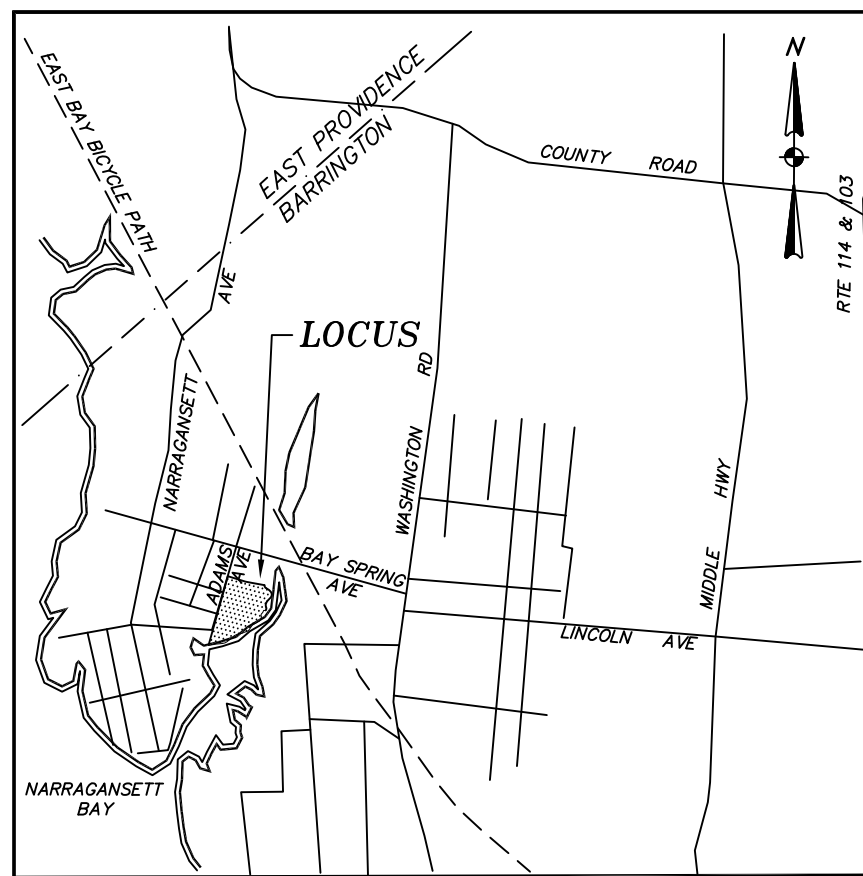 N
EAST BAY BICYCLE PATH
EAST PROVIDENCE
BARRINGTON
COUNTY ROAD
RTE 114 & 103
NARRAGANSETT AVE
LOCUS
WASHINGTON RD
MIDDLE HWY
ADAMS
AVE
BAY SPRING
AVE
LINCOLN AVE
NARRAGANSETT
BAY